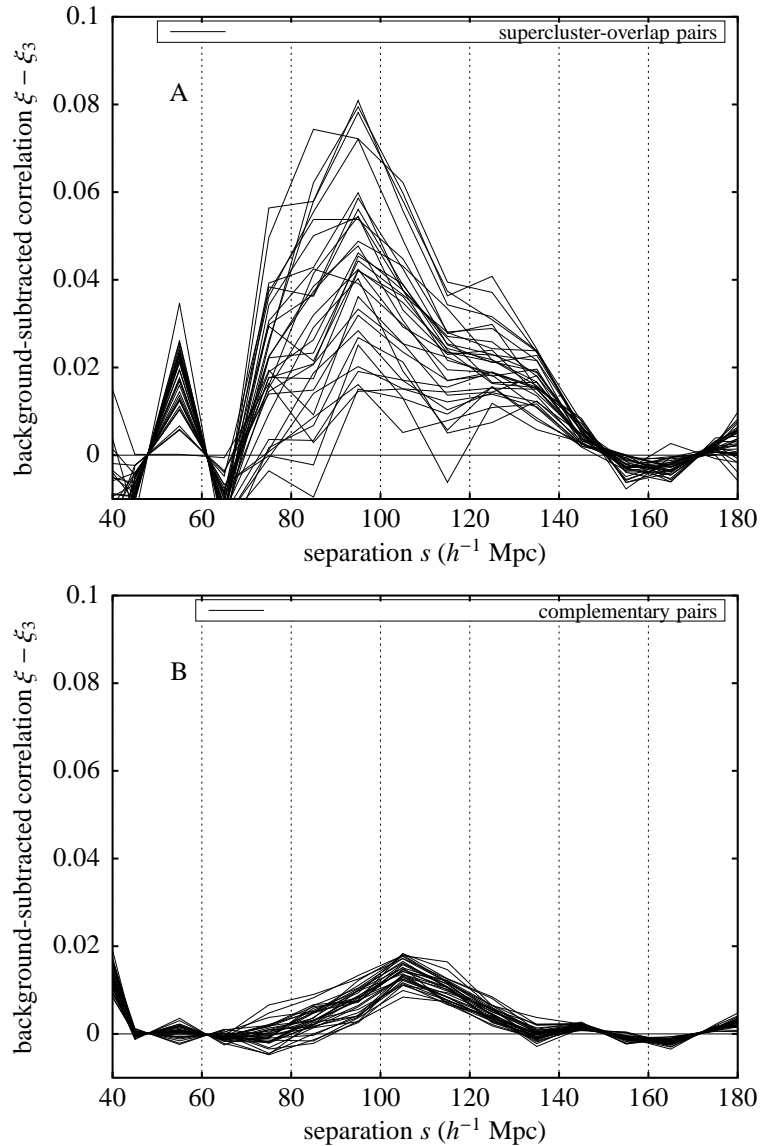 0.1
supercluster-overlap pairs
A
0.08
0.06
0.04
0.02
0
background-subtracted correlation ξ − ξ₃
40 60 80 100 120 140 160 180
separation s (h⁻¹ Mpc)
0.1
complementary pairs
B
0.08
0.06
0.04
0.02
0
background-subtracted correlation ξ − ξ₃
40 60 80 100 120 140 160 180
separation s (h⁻¹ Mpc)